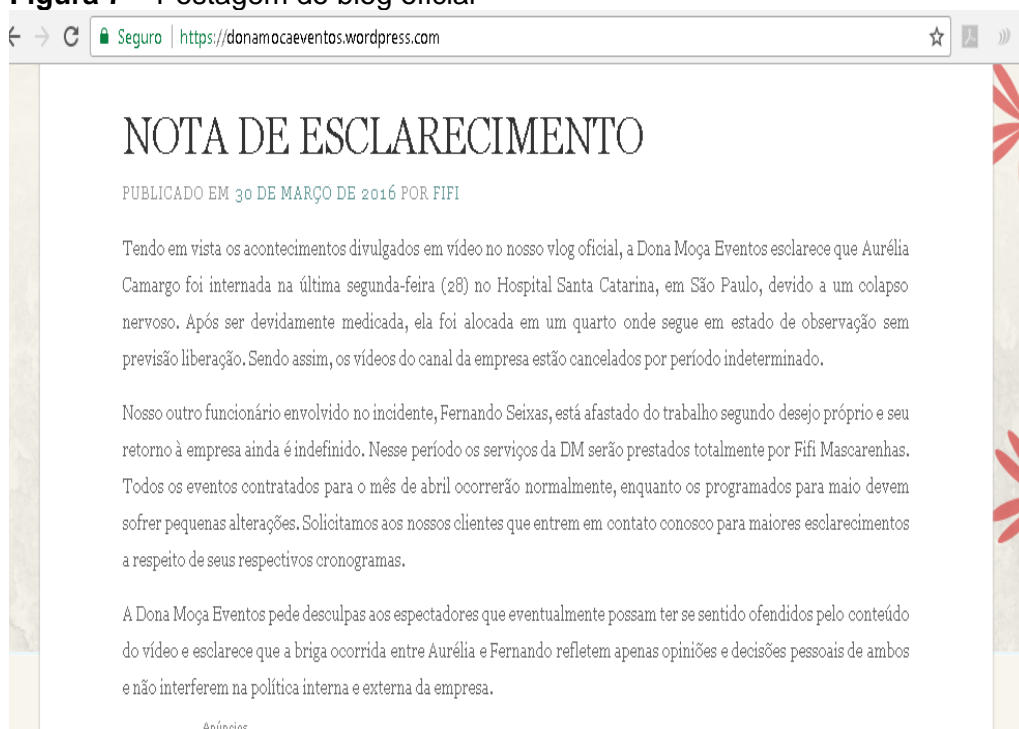 Figura 7 – Postagem do blog oficial
Seguro | https://donamocaeventos.wordpress.com
NOTA DE ESCLARECIMENTO
PUBLICADO EM 30 DE MARÇO DE 2016 POR FIFI
Tendo em vista os acontecimentos divulgados em vídeo no nosso vlog oficial, a Dona Moça Eventos esclarece que Aurélia
Camargo foi internada na última segunda-feira (28) no Hospital Santa Catarina, em São Paulo, devido a um colapso
nervoso. Após ser devidamente medicada, ela foi alocada em um quarto onde segue em estado de observação sem
previsão liberação. Sendo assim, os vídeos do canal da empresa estão cancelados por período indeterminado.
Nosso outro funcionário envolvido no incidente, Fernando Seixas, está afastado do trabalho segundo desejo próprio e seu
retorno à empresa ainda é indefinido. Nesse período os serviços da DM serão prestados totalmente por Fifi Mascarenhas.
Todos os eventos contratados para o mês de abril ocorrerão normalmente, enquanto os programados para maio devem
sofrer pequenas alterações. Solicitamos aos nossos clientes que entrem em contato conosco para maiores esclarecimentos
a respeito de seus respectivos cronogramas.
A Dona Moça Eventos pede desculpas aos espectadores que eventualmente possam ter se sentido ofendidos pelo conteúdo
do vídeo e esclarece que a briga ocorrida entre Aurélia e Fernando refletem apenas opiniões e decisões pessoais de ambos
e não interferem na política interna e externa da empresa.
Anúncios